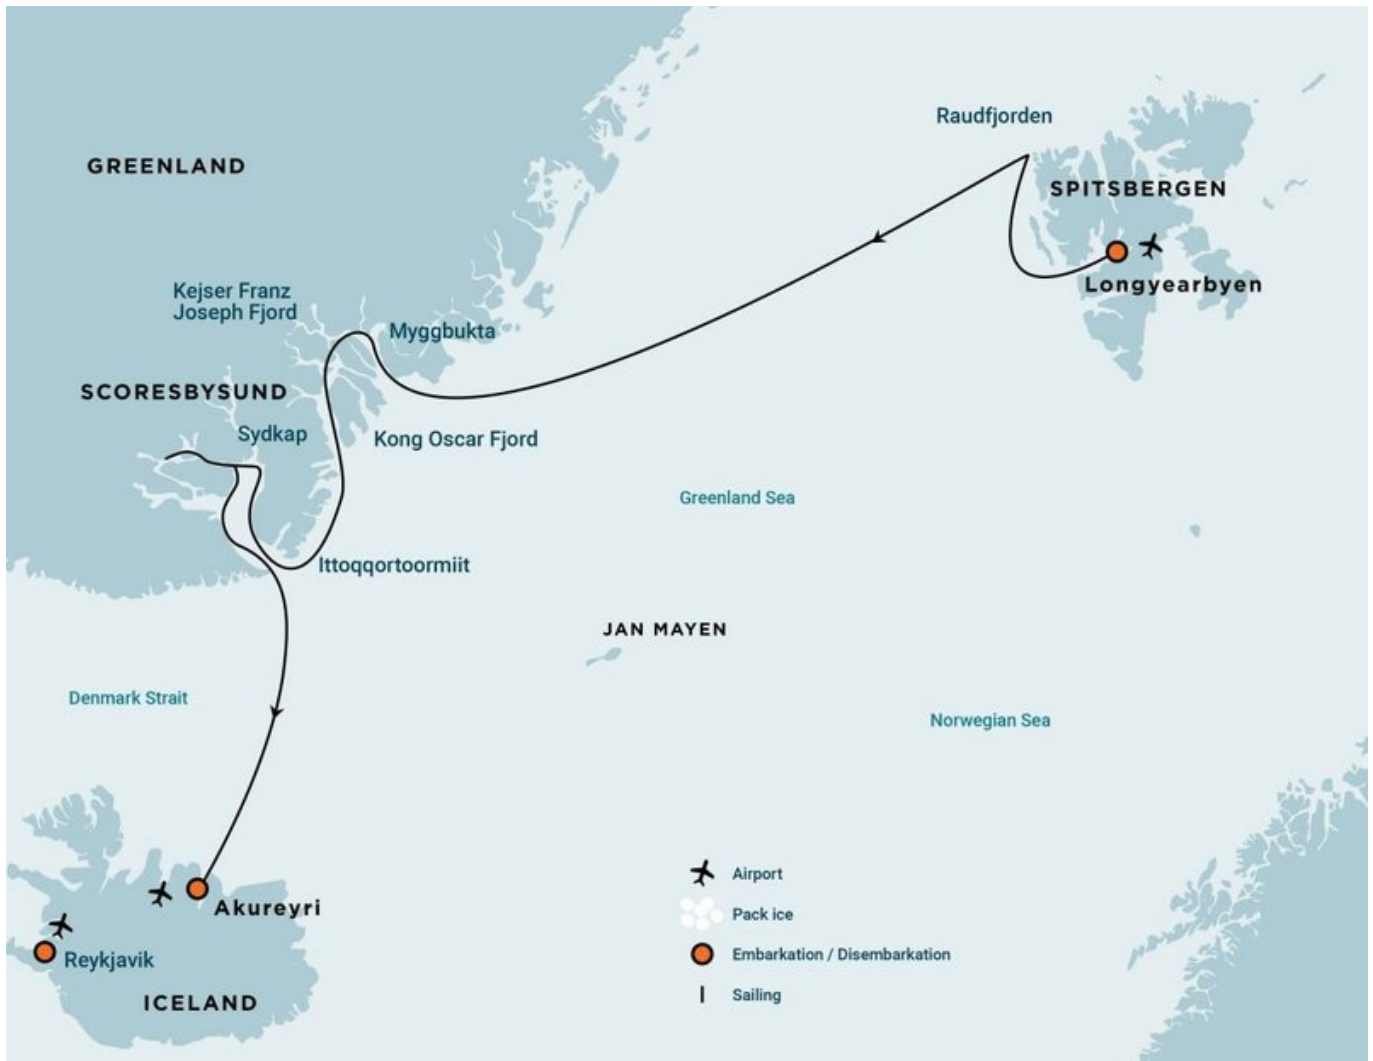 Raudfjorden
GREENLAND
SPITSBERGEN
Longyearbyen
Kejser Franz
Joseph Fjord
Myggbukta
SCORESBYSUND
Sydkap
Kong Oscar Fjord
Greenland Sea
Ittoqqortoormiit
JAN MAYEN
Denmark Strait
Norwegian Sea
Airport
Akureyri
Pack ice
Reykjavik
Embarkation / Disembarkation
ICELAND
Sailing